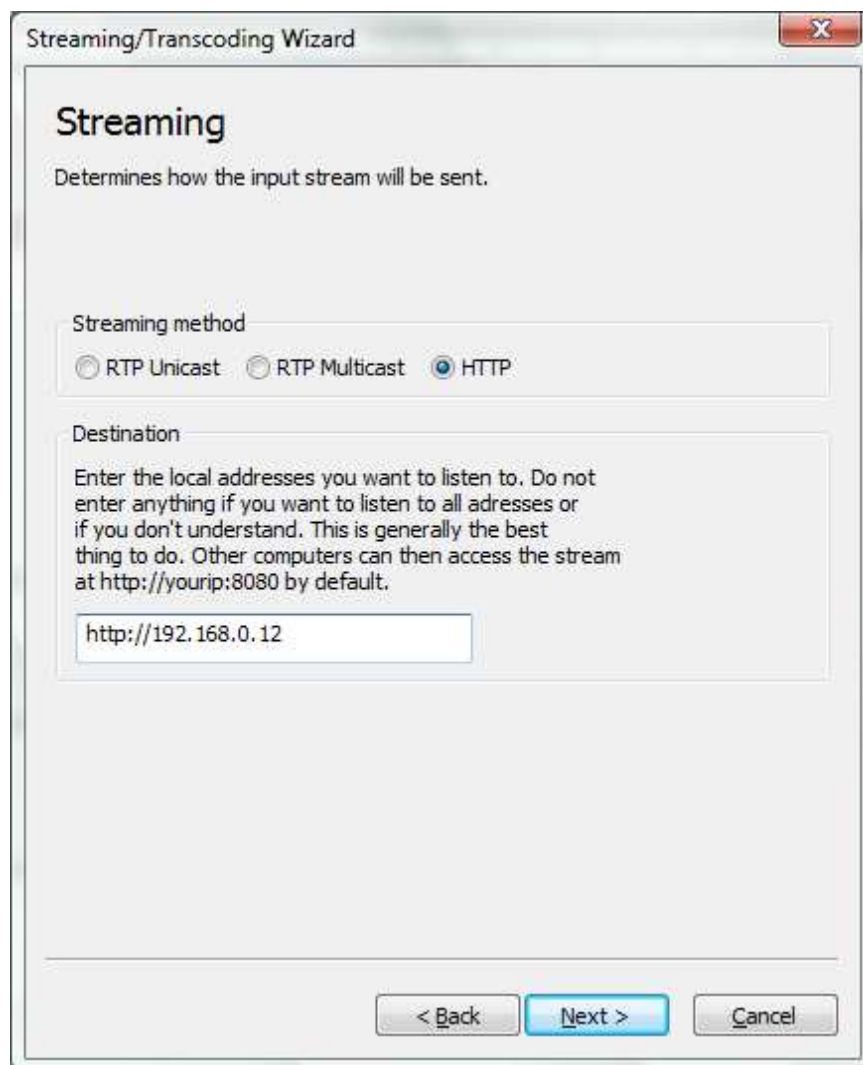 Streaming/Transcoding Wizard
Streaming
Determines how the input stream will be sent.
Streaming method
RTP Unicast RTP Multicast HTTP
Destination
Enter the local addresses you want to listen to. Do not
enter anything if you want to listen to all adresses or
if you don't understand. This is generally the best
thing to do. Other computers can then access the stream
at http://yourip:8080 by default.
http://192.168.0.12
< Back Next > Cancel